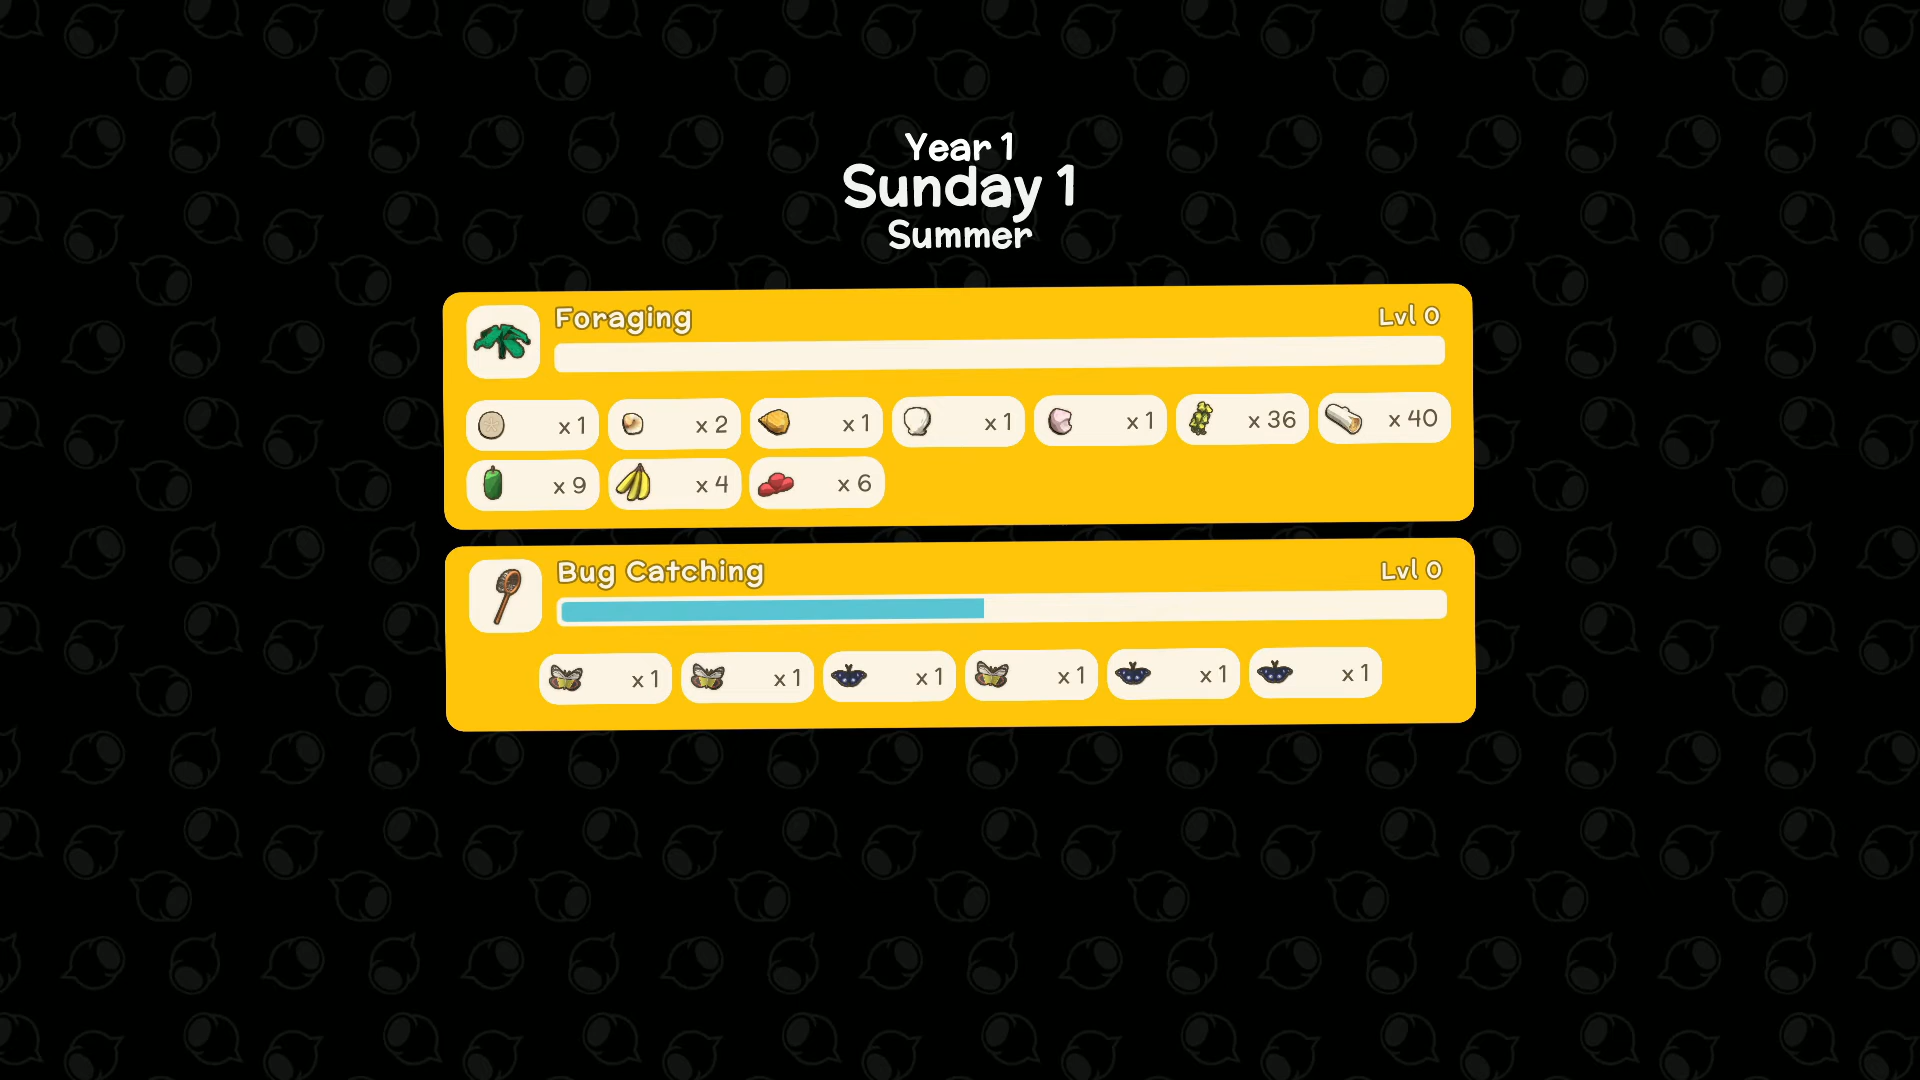 Year 1
Sunday 1
Summer
Foraging Lvl 0
x 1 x 2 x 1 x 1 x 1 x 36 x 40
x 9 x 4 x 6
Bug Catching Lvl 0
x 1 x 1 x 1 x 1 x 1 x 1